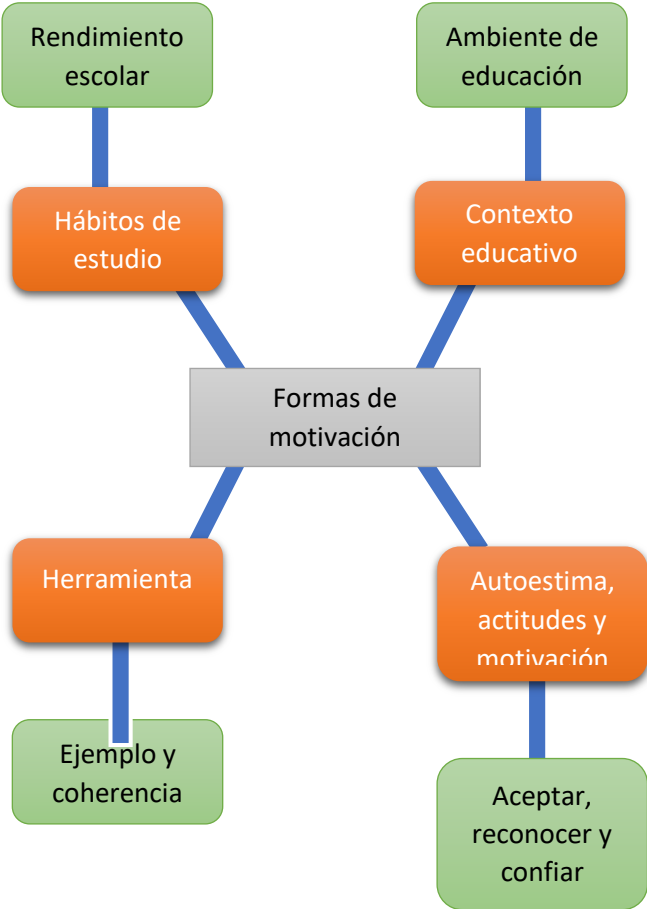 Rendimiento
escolar
Ambiente de
educación
Hábitos de
estudio
Contexto
educativo
Formas de
motivación
Herramienta
Autoestima,
actitudes y
motivación
Ejemplo y
coherencia
Aceptar,
reconocer y
confiar